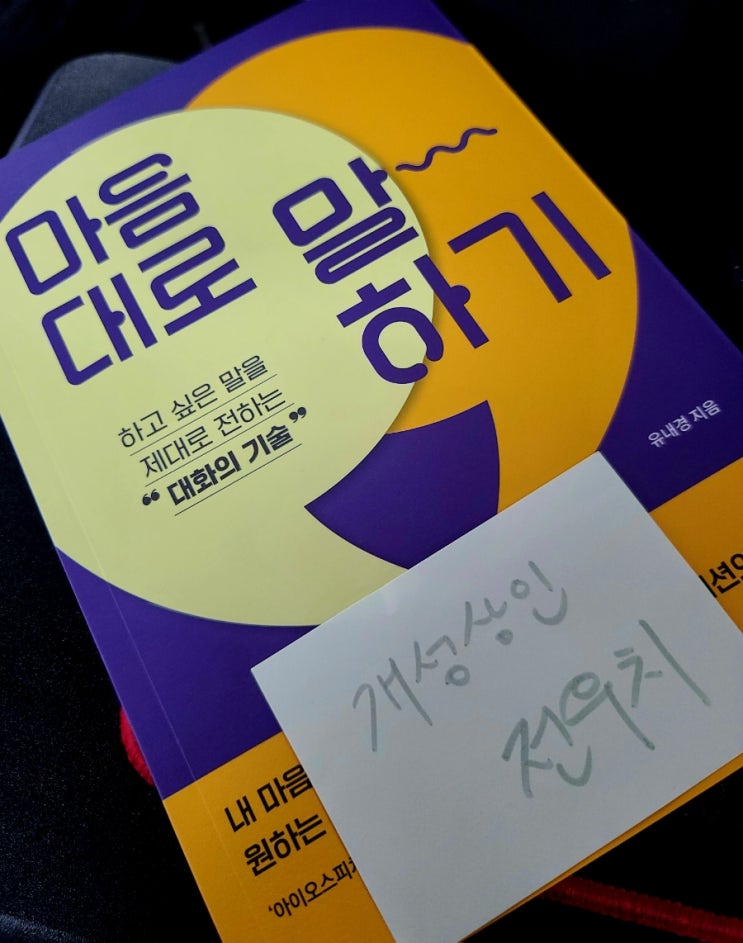 마음
대로
말
하기
하고 싶은 말을
제대로 전하는
“대화의 기술”
유내경 지음
개성상인
전우치
내 마음
원하는
'아이오스피치